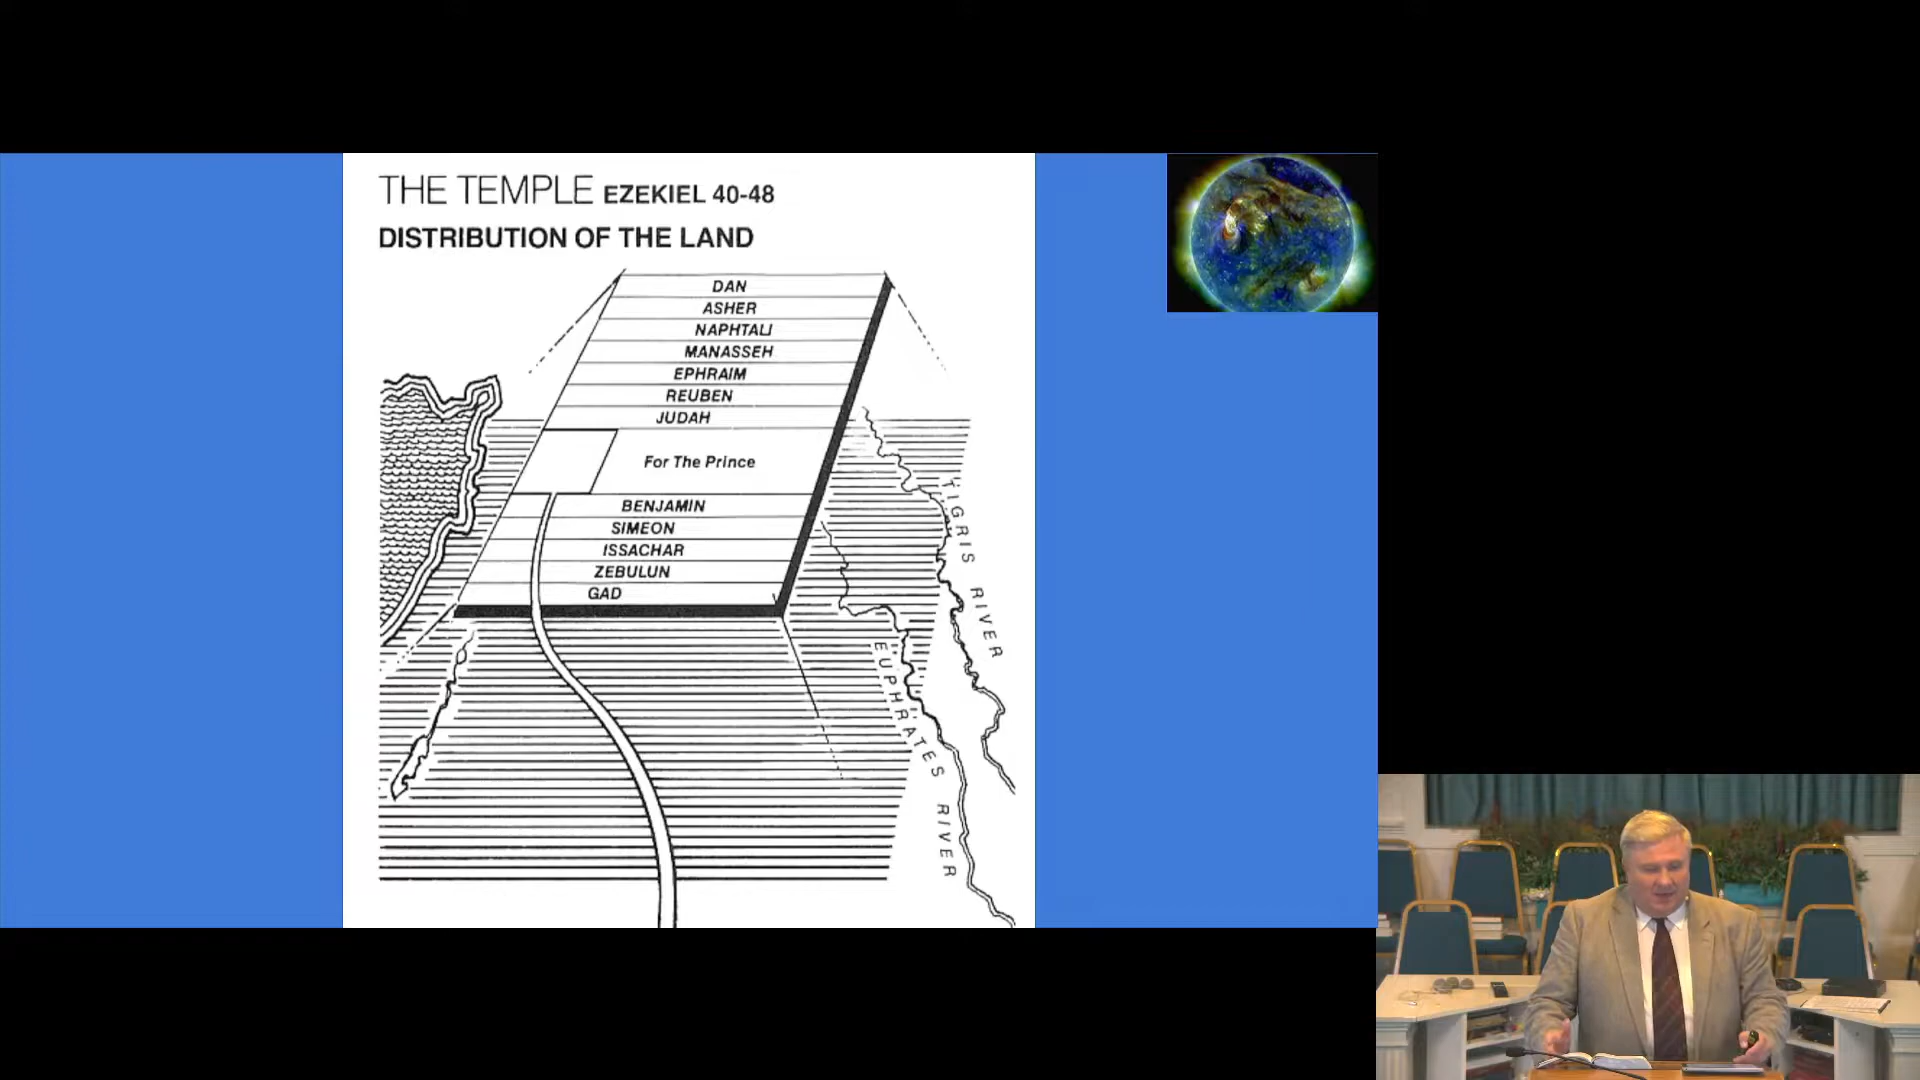 THE TEMPLE EZEKIEL 40-48
DISTRIBUTION OF THE LAND
DAN
ASHER
NAPHTALI
MANASSEH
EPHRAIM
REUBEN
JUDAH
For The Prince
BENJAMIN
SIMEON
ISSACHAR
ZEBULUN
GAD
TIGRIS RIVER
EUPHRATES RIVER